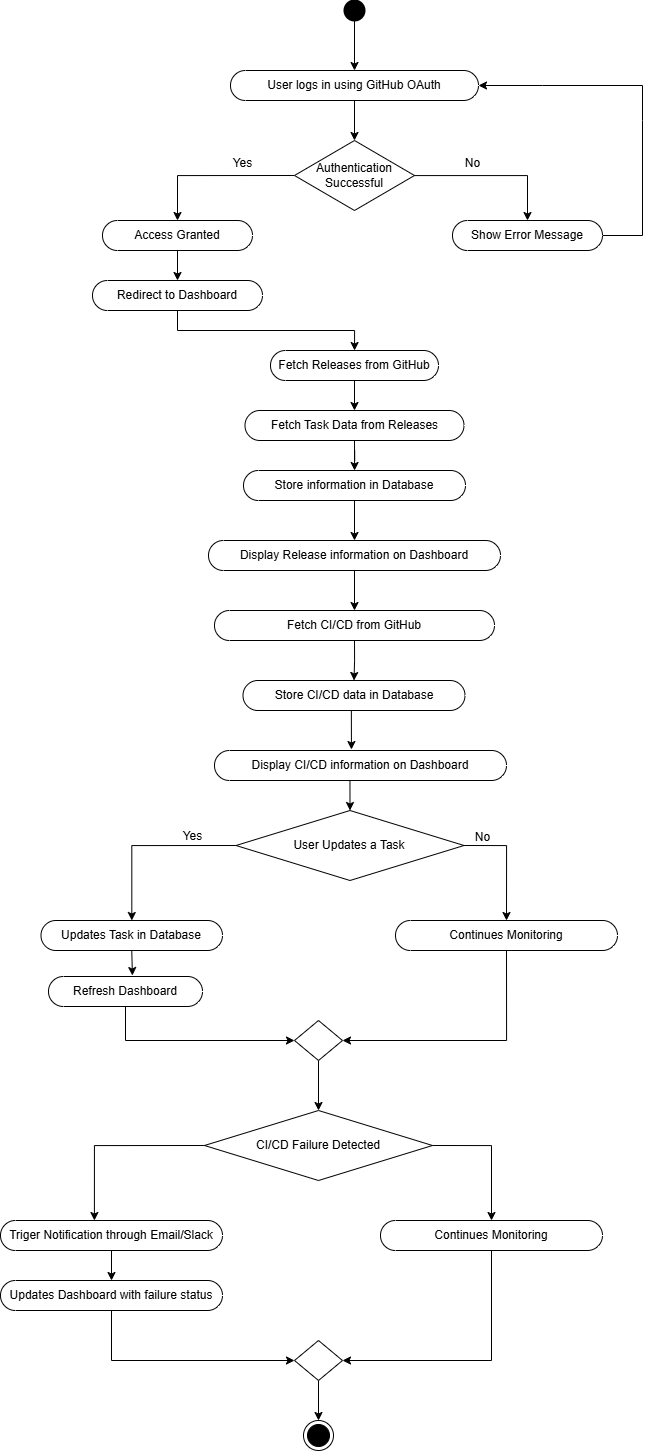 User logs in using GitHub OAuth
Authentication
Successful
Yes
No
Access Granted
Show Error Message
Redirect to Dashboard
Fetch Releases from GitHub
Fetch Task Data from Releases
Store information in Database
Display Release information on Dashboard
Fetch CI/CD from GitHub
Store CI/CD data in Database
Display CI/CD information on Dashboard
User Updates a Task
Yes
No
Updates Task in Database
Continues Monitoring
Refresh Dashboard
CI/CD Failure Detected
Triger Notification through Email/Slack
Continues Monitoring
Updates Dashboard with failure status